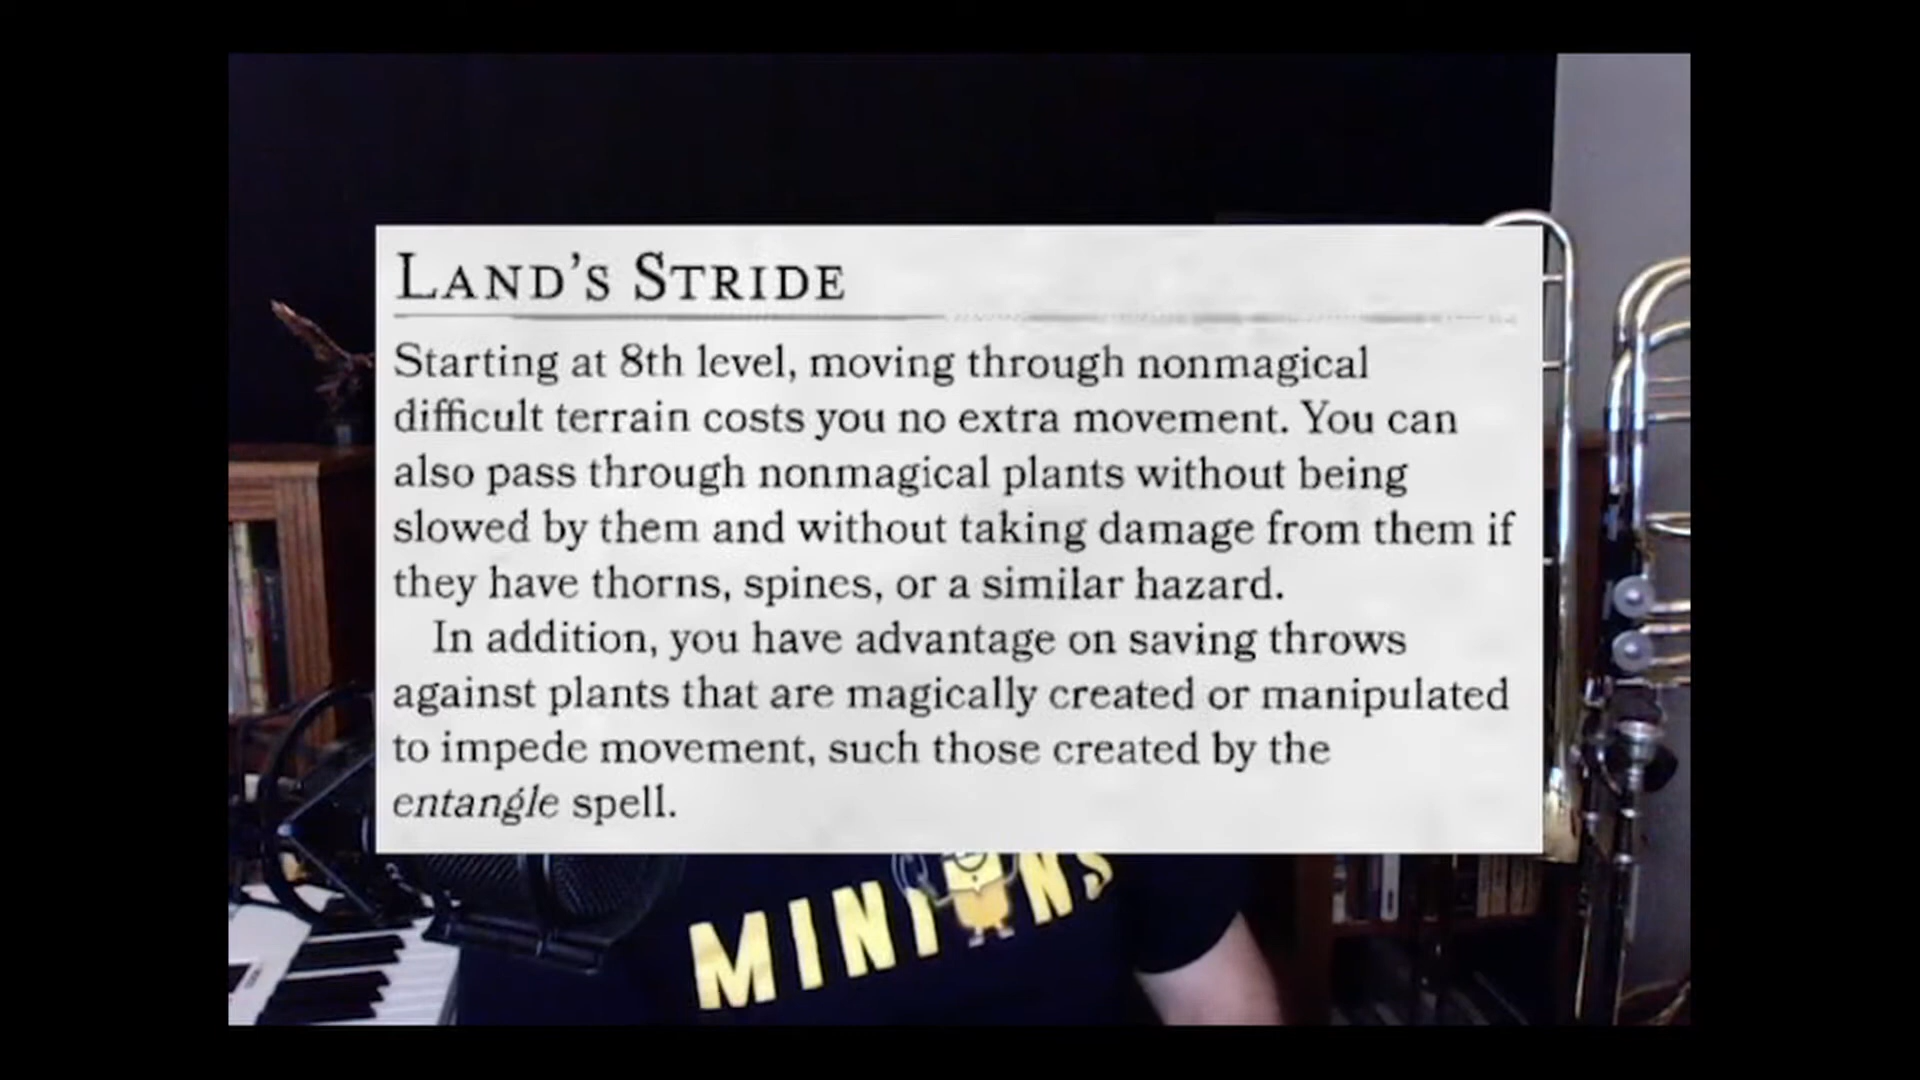 LAND'S STRIDE
Starting at 8th level, moving through nonmagical
difficult terrain costs you no extra movement. You can
also pass through nonmagical plants without being
slowed by them and without taking damage from them if
they have thorns, spines, or a similar hazard.
In addition, you have advantage on saving throws
against plants that are magically created or manipulated
to impede movement, such those created by the
entangle spell.
MINIONS